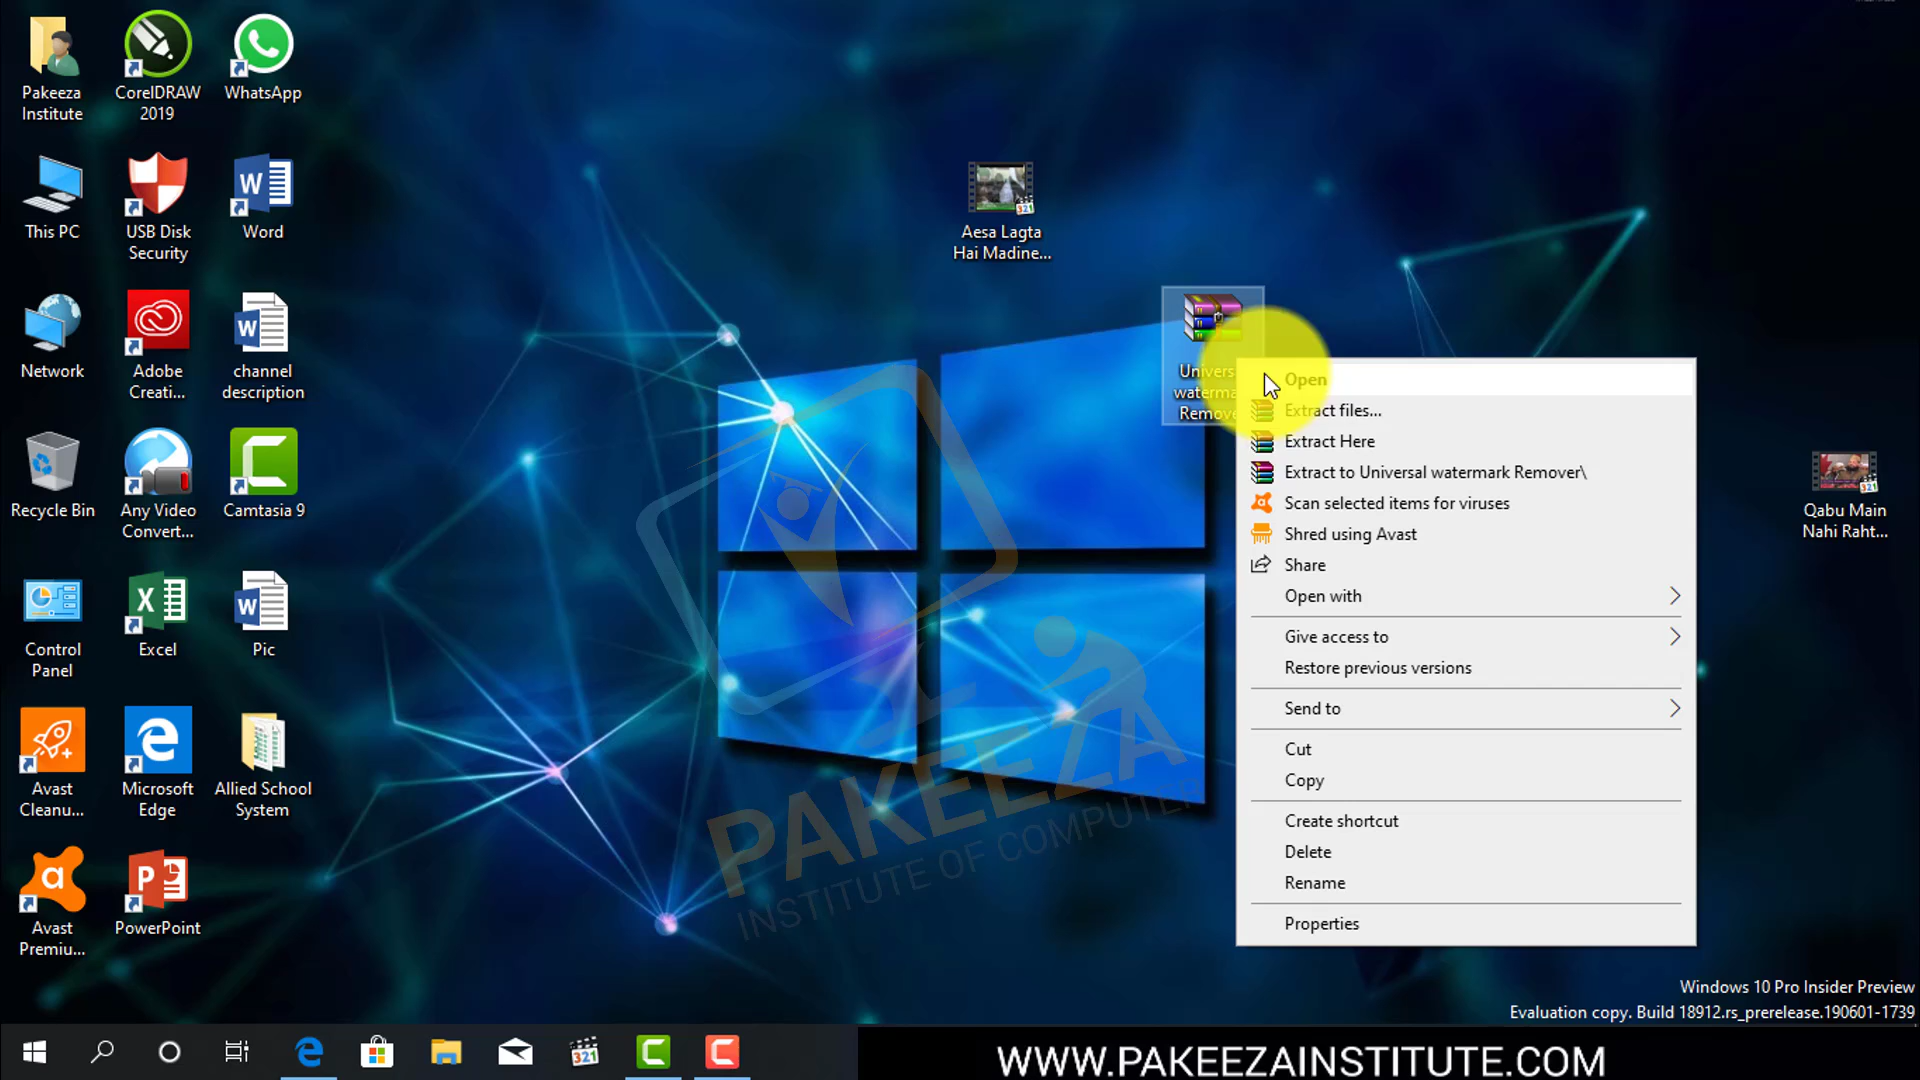 Pakeeza
Institute
CorelDRAW
2019
WhatsApp
This PC
USB Disk
Security
Word
Network
Adobe
Creati...
channel
description
Recycle Bin
Any Video
Convert...
Camtasia 9
Control
Panel
Excel
Pic
Avast
Cleanu...
Microsoft
Edge
Allied School
System
Avast
Premiu...
PowerPoint
Aesa Lagta
Hai Madine...
Qabu Main
Nahi Raht...
Open
Extract files...
Extract Here
Extract to Universal watermark Remover\
Scan selected items for viruses
Shred using Avast
Share
Open with
Give access to
Restore previous versions
Send to
Cut
Copy
Create shortcut
Delete
Rename
Properties
PAKEEZA
INSTITUTE OF COMPUTER
Windows 10 Pro Insider Preview
Evaluation copy. Build 18912.rs_prerelease.190601-1739
WWW.PAKEEZAINSTITUTE.COM